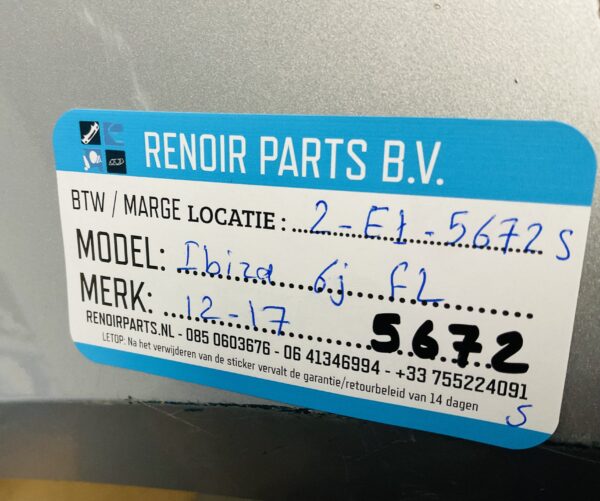 RENOIR PARTS B.V.
BTW / MARGE LOCATIE: 2-E1-5672 S
MODEL: Ibiza 6j FL
MERK: 12-17 5672
RENOIRPARTS.NL - 085 0603676 - 06 41346994 - +33 755224091
LETOP: Na het verwijderen van de sticker vervalt de garantie/retourbeleid van 14 dagen
S